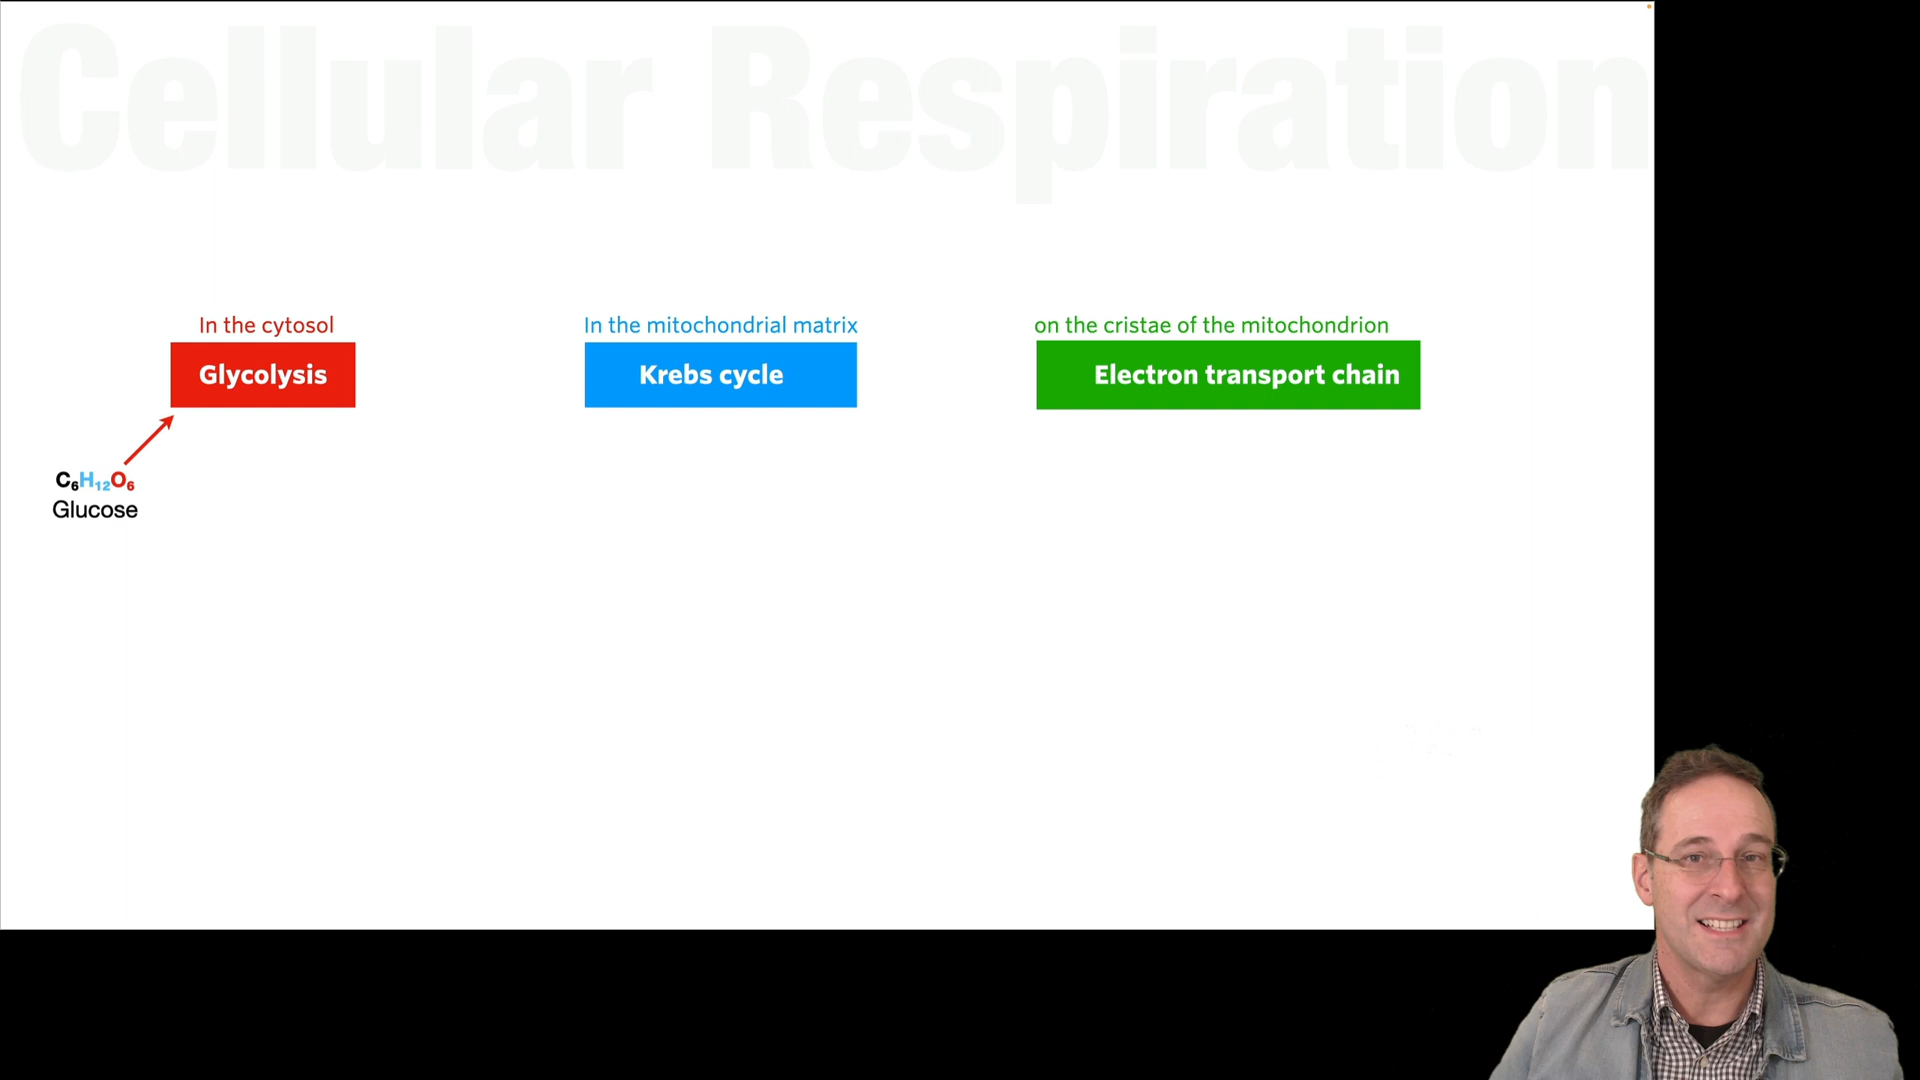 Cellular Respiration
In the cytosol
In the mitochondrial matrix
on the cristae of the mitochondrion
Glycolysis
Krebs cycle
Electron transport chain
C₆H₁₂O₆
Glucose